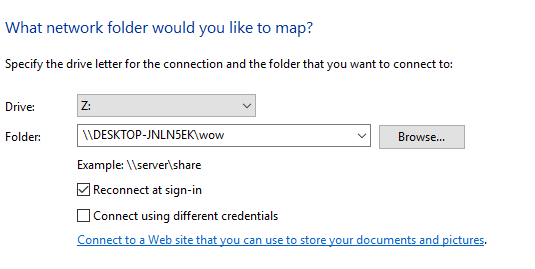 What network folder would you like to map?
Specify the drive letter for the connection and the folder that you want to connect to:
Drive: Z:
Folder: \\DESKTOP-JNLN5EK\wow Browse...
Example: \\server\share
Reconnect at sign-in
Connect using different credentials
Connect to a Web site that you can use to store your documents and pictures.